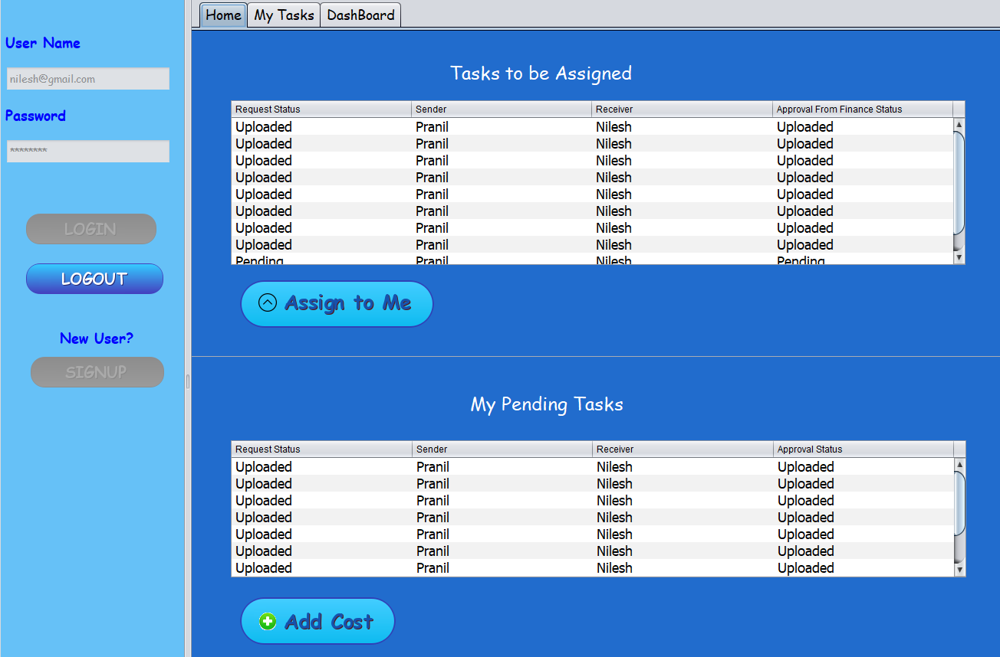 User Name
nilesh@gmail.com
Password
********
LOGIN
LOGOUT
New User?
SIGNUP
Home My Tasks DashBoard
Tasks to be Assigned
Request Status Sender Receiver Approval From Finance Status
Uploaded Pranil Nilesh Uploaded
Uploaded Pranil Nilesh Uploaded
Uploaded Pranil Nilesh Uploaded
Uploaded Pranil Nilesh Uploaded
Uploaded Pranil Nilesh Uploaded
Uploaded Pranil Nilesh Uploaded
Uploaded Pranil Nilesh Uploaded
Uploaded Pranil Nilesh Uploaded
Pending Pranil Nilesh Pending
Assign to Me
My Pending Tasks
Request Status Sender Receiver Approval Status
Uploaded Pranil Nilesh Uploaded
Uploaded Pranil Nilesh Uploaded
Uploaded Pranil Nilesh Uploaded
Uploaded Pranil Nilesh Uploaded
Uploaded Pranil Nilesh Uploaded
Uploaded Pranil Nilesh Uploaded
Uploaded Pranil Nilesh Uploaded
Add Cost